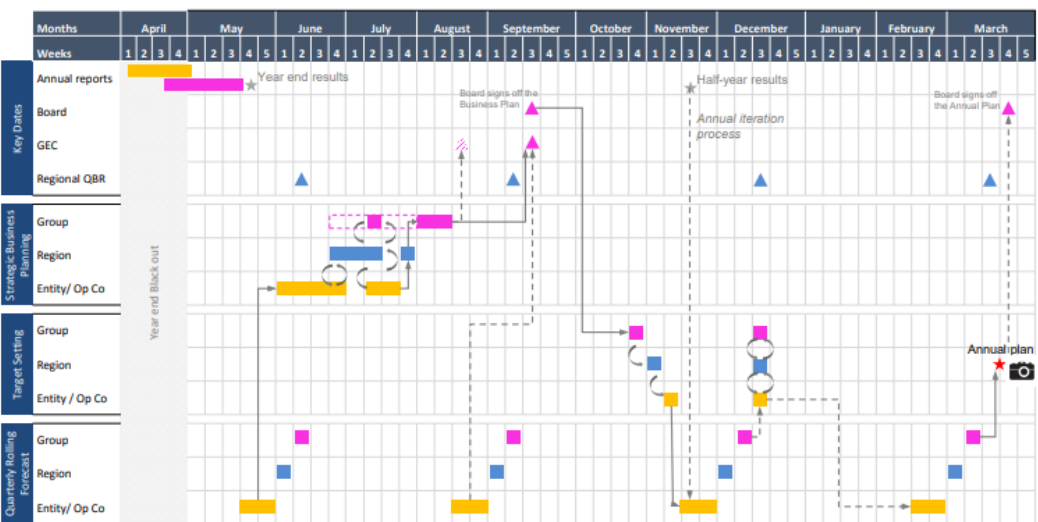 Months April May June July August September October November December January February March
Weeks 1 2 3 4 1 2 3 4 5 1 2 3 4 1 2 3 4 1 2 3 4 1 2 3 4 5 1 2 3 4 1 2 3 4 1 2 3 4 5 1 2 3 4 1 2 3 4 1 2 3 4 5
Key Dates
Annual reports
Year end results
Half-year results
Board
Board signs off the
Business Plan
Annual iteration
process
Board signs off
the Annual Plan
GEC
Regional QBR
Year end Black out
Strategic Business
Planning
Group
Region
Entity/ Op Co
Target Setting
Group
Region
Annual plan
Entity / Op Co
Quarterly Rolling
Forecast
Group
Region
Entity/ Op Co